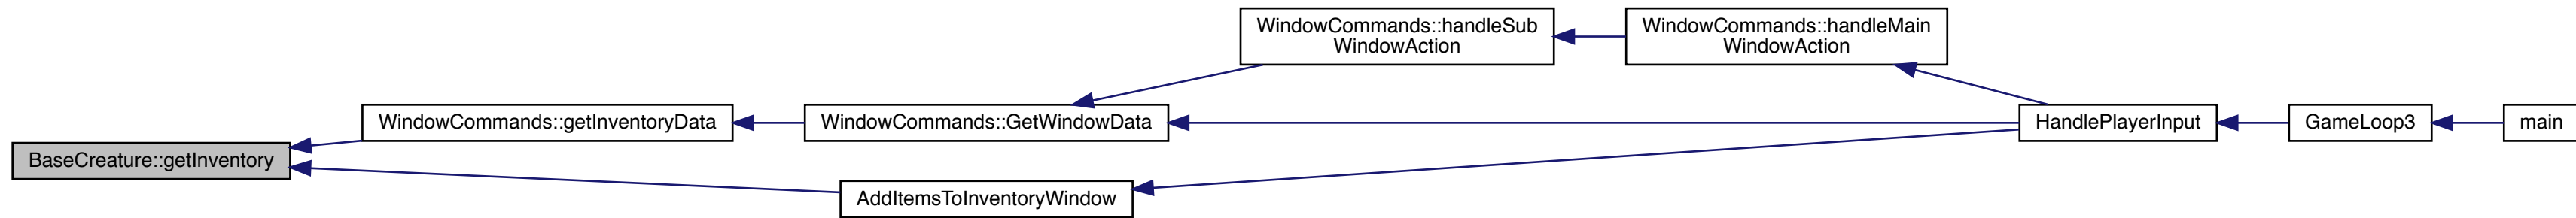 BaseCreature::getInventory
WindowCommands::getInventoryData
WindowCommands::GetWindowData
WindowCommands::handleSub
WindowAction
WindowCommands::handleMain
WindowAction
HandlePlayerInput
GameLoop3
main
AddItemsToInventoryWindow